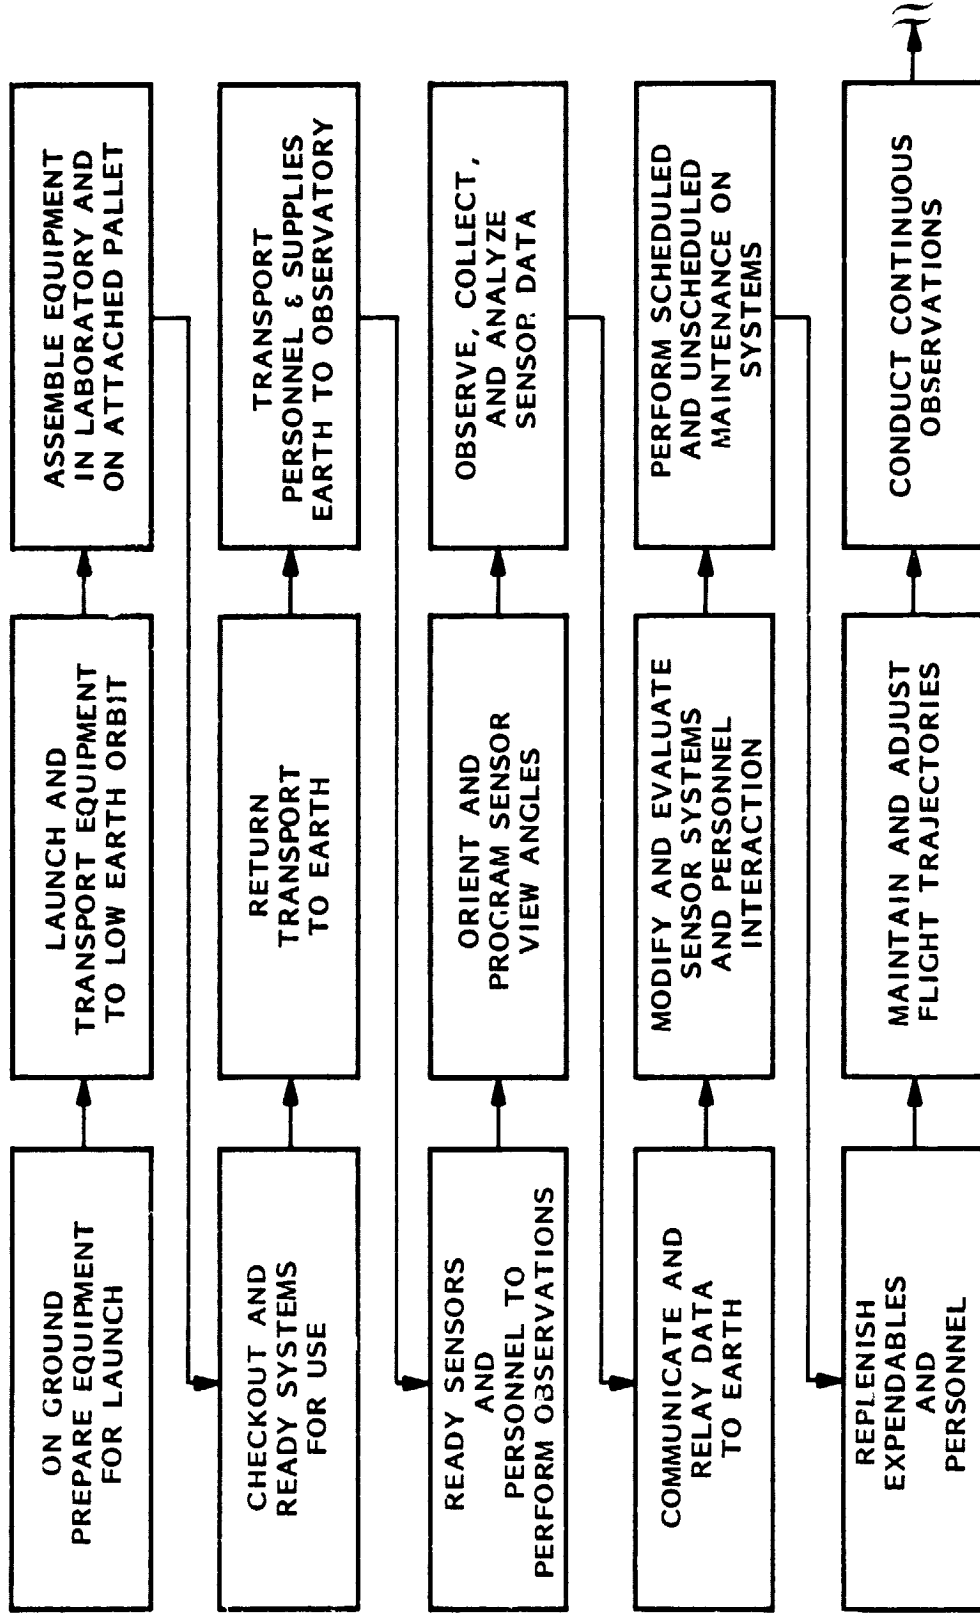 ON GROUND
PREPARE EQUIPMENT
FOR LAUNCH
LAUNCH AND
TRANSPORT EQUIPMENT
TO LOW EARTH ORBIT
ASSEMBLE EQUIPMENT
IN LABORATORY AND
ON ATTACHED PALLET
CHECKOUT AND
READY SYSTEMS
FOR USE
RETURN
TRANSPORT
TO EARTH
TRANSPORT
PERSONNEL & SUPPLIES
EARTH TO OBSERVATORY
READY SENSORS
AND
PERSONNEL TO
PERFORM OBSERVATIONS
ORIENT AND
PROGRAM SENSOR
VIEW ANGLES
OBSERVE, COLLECT,
AND ANALYZE
SENSOR DATA
COMMUNICATE AND
RELAY DATA
TO EARTH
MODIFY AND EVALUATE
SENSOR SYSTEMS
AND PERSONNEL
INTERACTION
PERFORM SCHEDULED
AND UNSCHEDULED
MAINTENANCE ON
SYSTEMS
REPLENISH
EXPENDABLES
AND
PERSONNEL
MAINTAIN AND ADJUST
FLIGHT TRAJECTORIES
CONDUCT CONTINUOUS
OBSERVATIONS